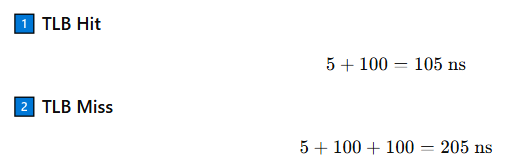 1 TLB Hit
5 + 100 = 105 ns
2 TLB Miss
5 + 100 + 100 = 205 ns